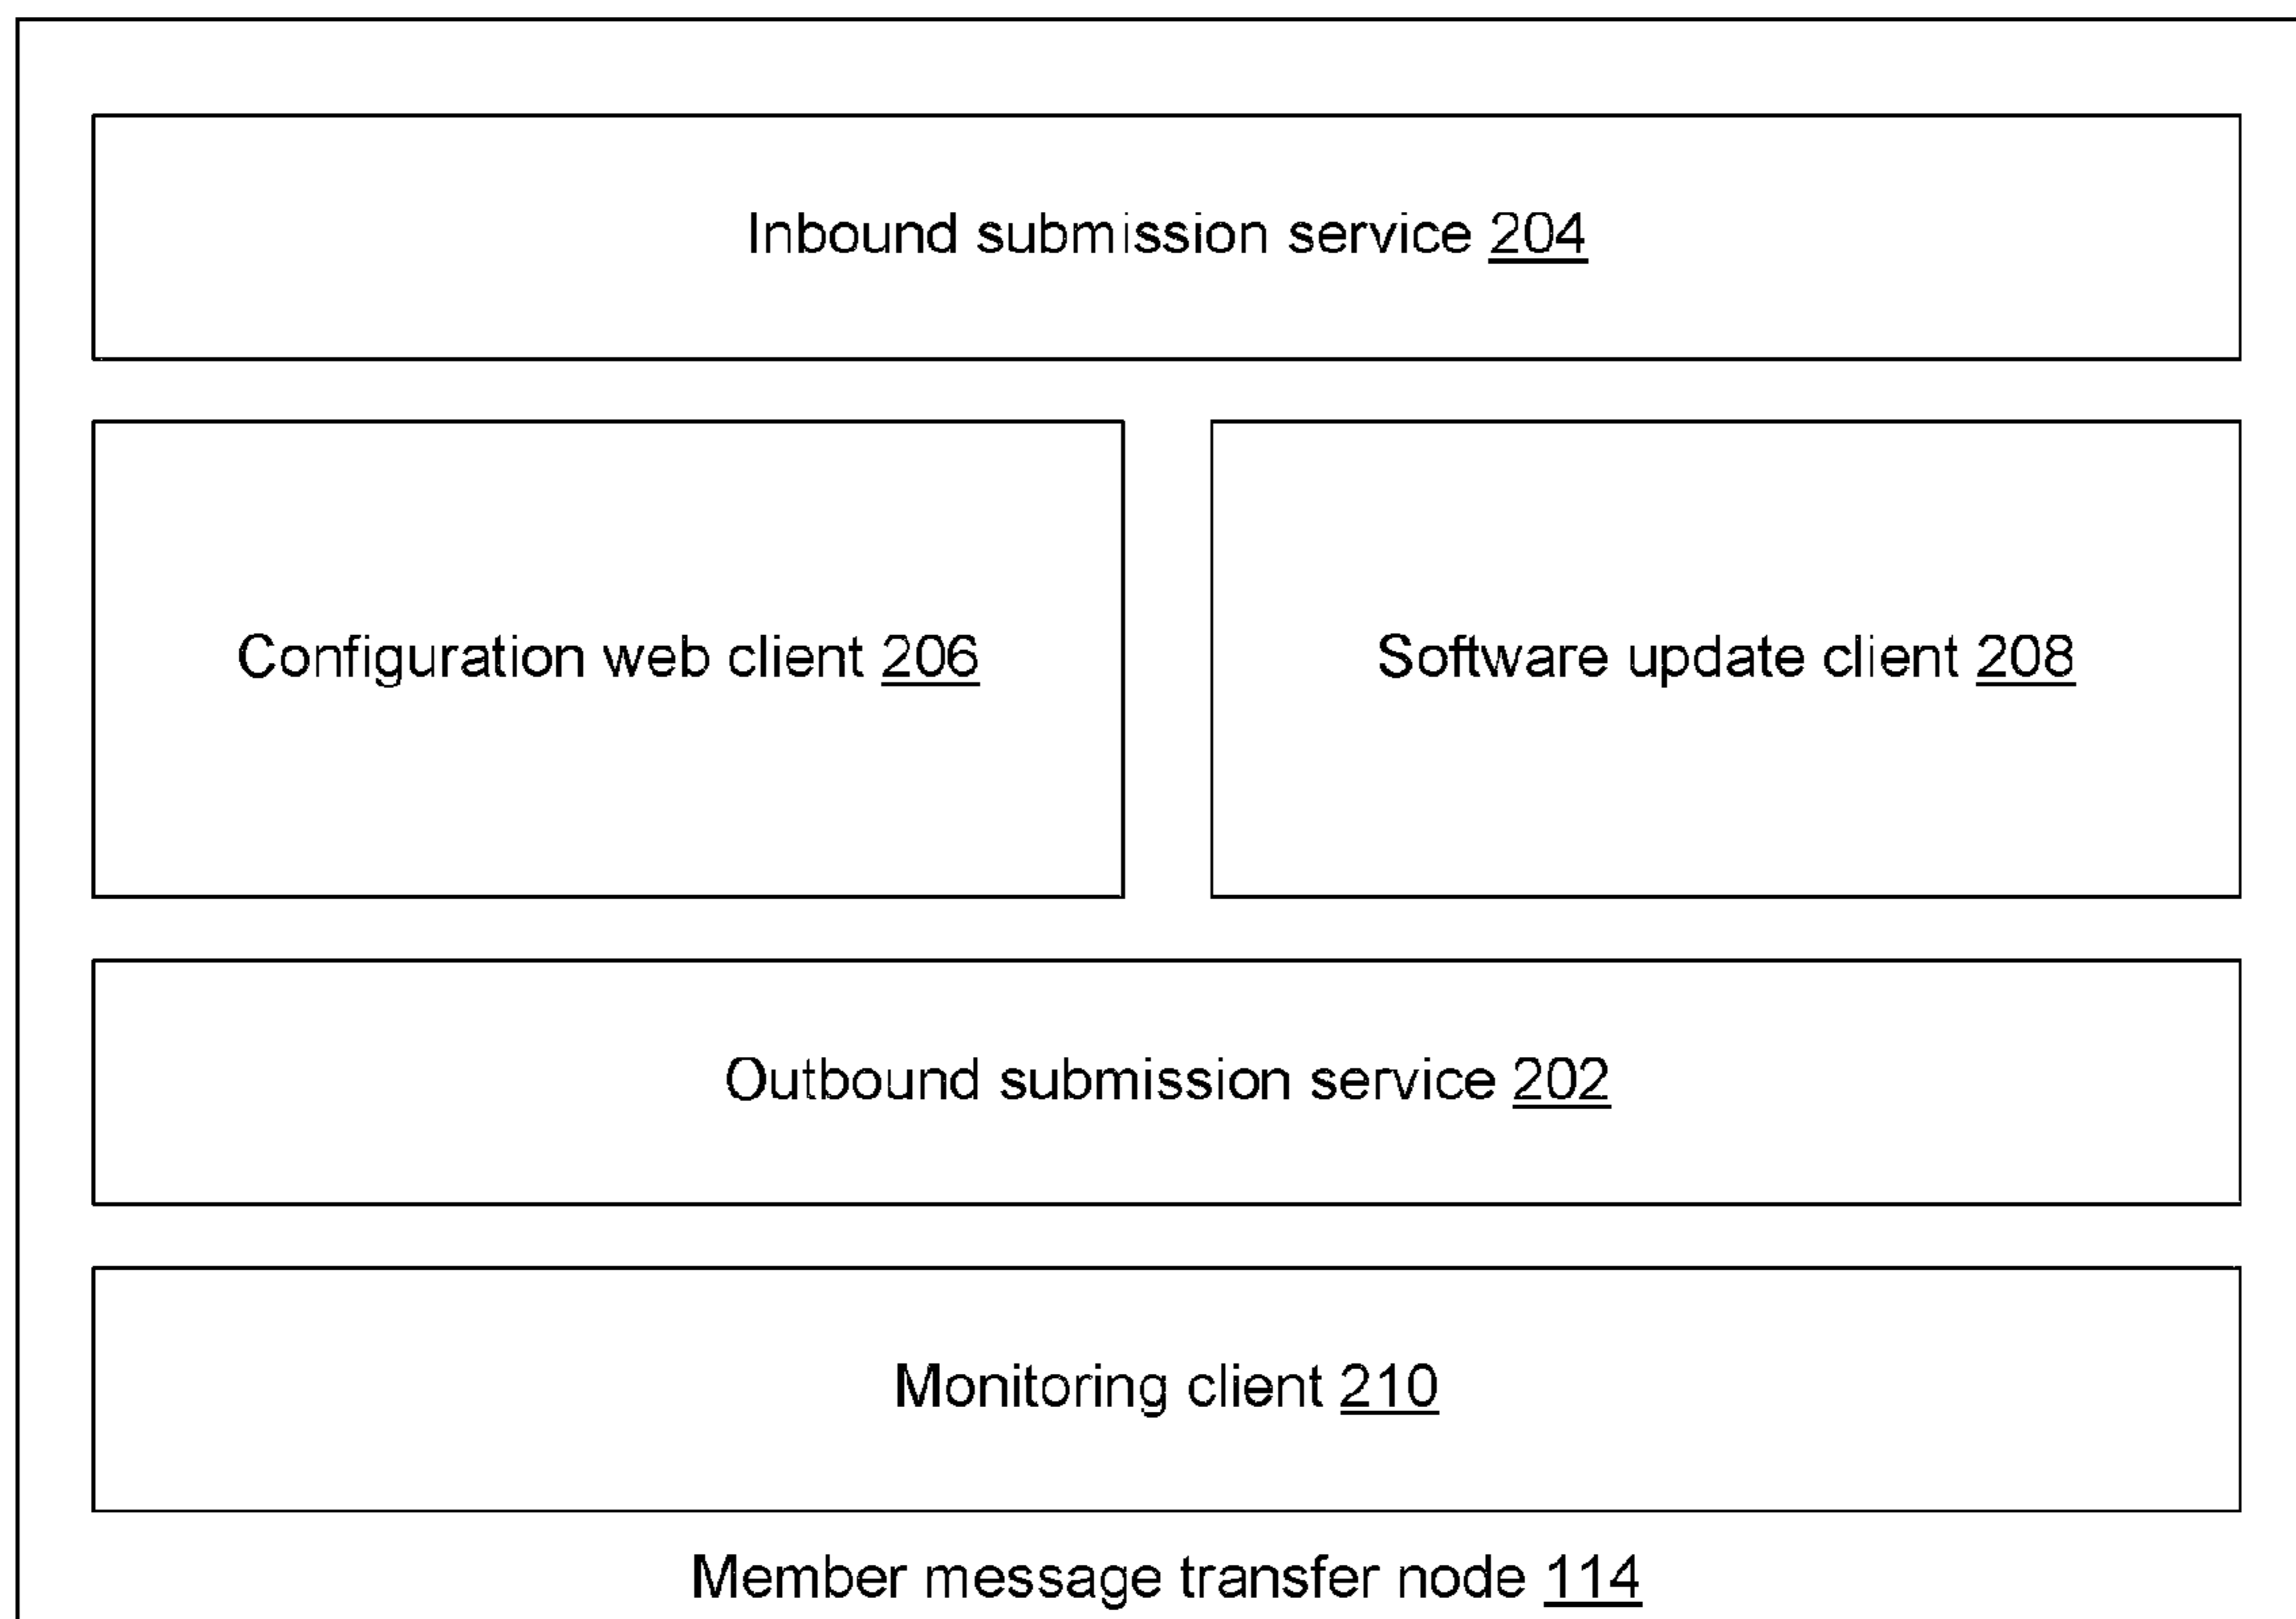 Inbound submission service 204
Configuration web client 206
Software update client 208
Outbound submission service 202
Monitoring client 210
Member message transfer node 114